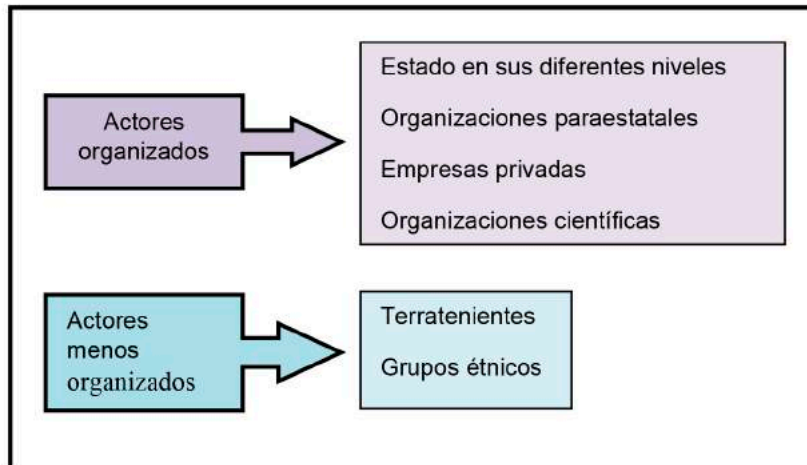 Actores
organizados
Estado en sus diferentes niveles
Organizaciones paraestatales
Empresas privadas
Organizaciones científicas
Actores
menos
organizados
Terratenientes
Grupos étnicos